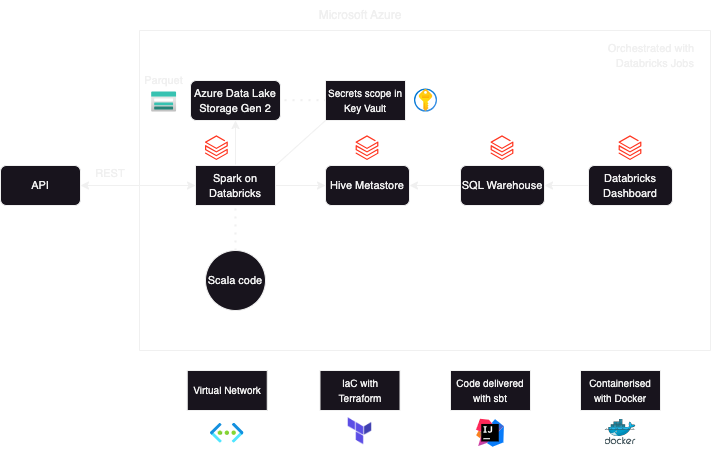 Microsoft Azure
Orchestrated with
Databricks Jobs
Parquet
Azure Data Lake
Storage Gen 2
Secrets scope in
Key Vault
API
REST
Spark on
Databricks
Hive Metastore
SQL Warehouse
Databricks
Dashboard
Scala code
Virtual Network
IaC with
Terraform
Code delivered
with sbt
Containerised
with Docker
IJ
docker